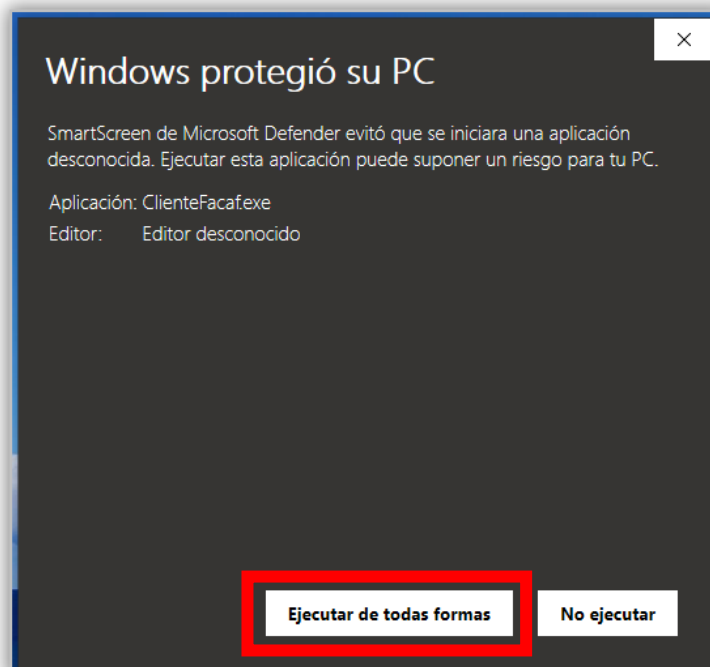 Windows protegió su PC
SmartScreen de Microsoft Defender evitó que se iniciara una aplicación
desconocida. Ejecutar esta aplicación puede suponer un riesgo para tu PC.
Aplicación: ClienteFacaf.exe
Editor: Editor desconocido
Ejecutar de todas formas No ejecutar